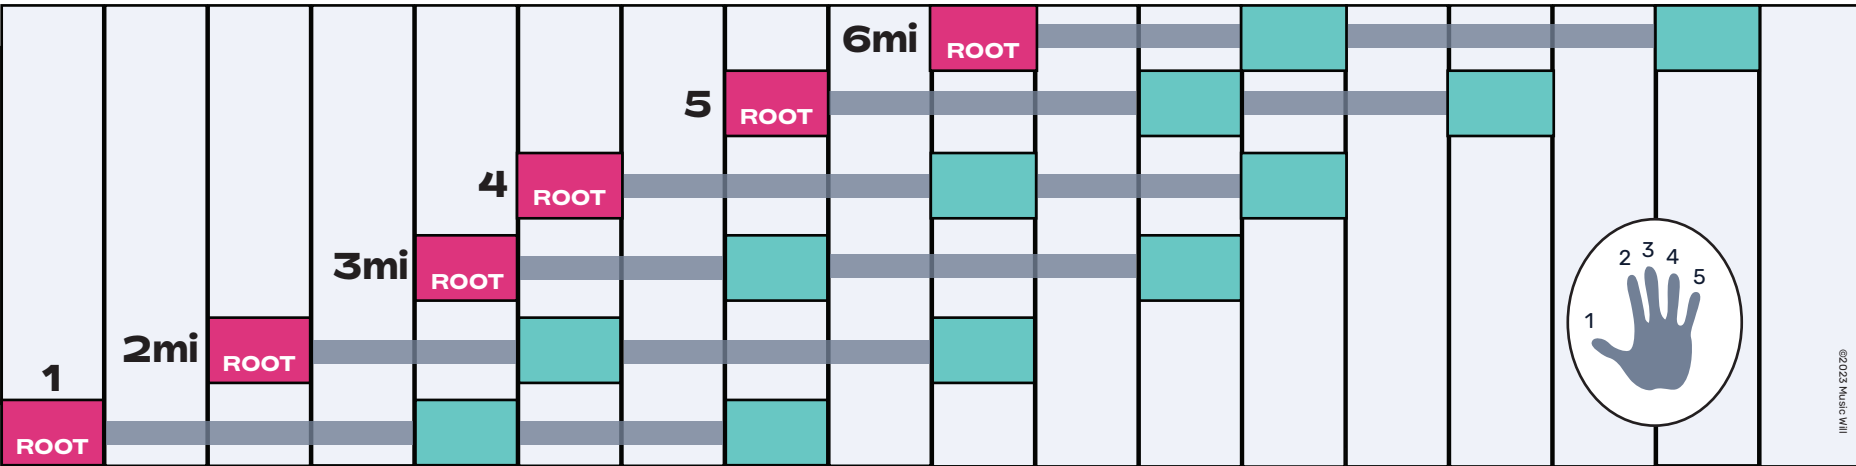 6mi
ROOT
5
ROOT
4
ROOT
3mi
ROOT
2mi
ROOT
1
ROOT
1 2 3 4 5
©2023 Music Will